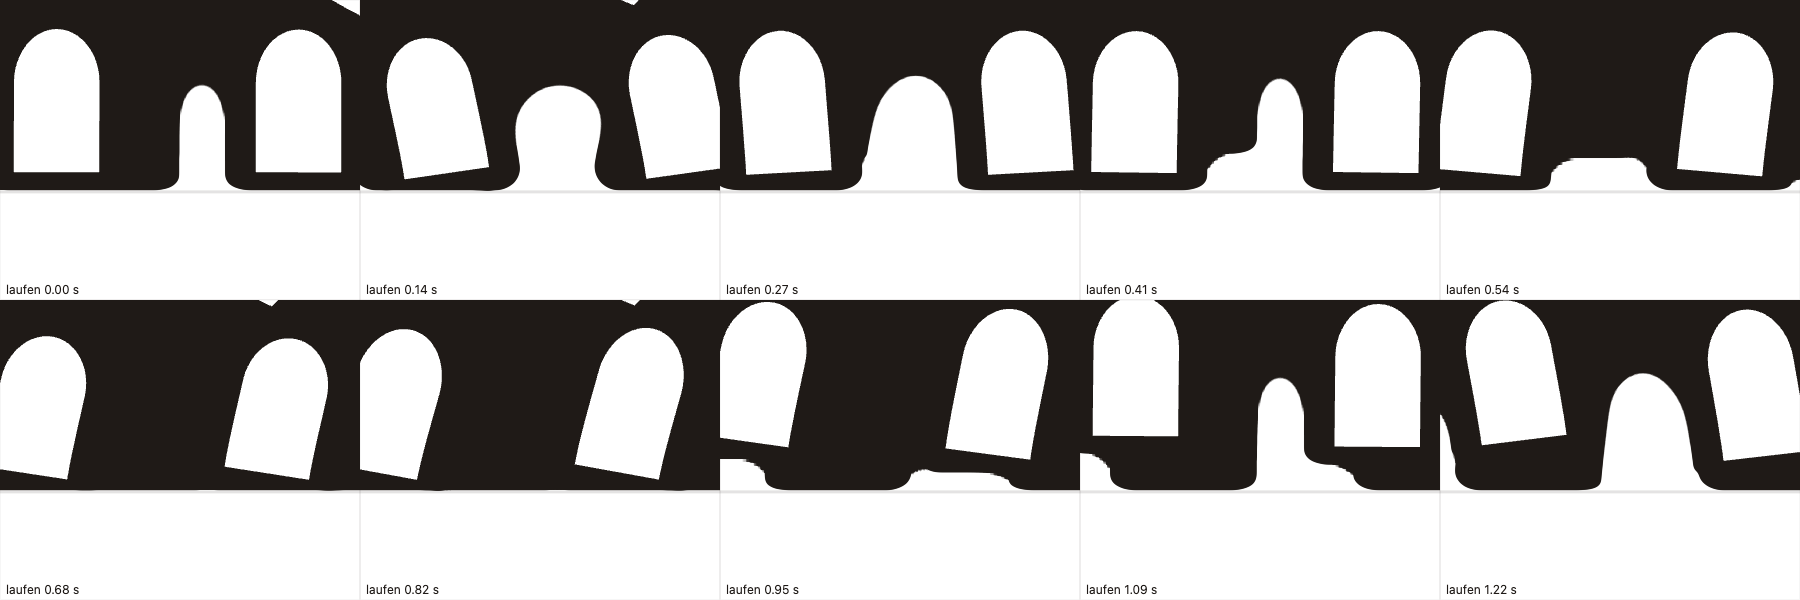 laufen 0.00 s
laufen 0.14 s
laufen 0.27 s
laufen 0.41 s
laufen 0.54 s
laufen 0.68 s
laufen 0.82 s
laufen 0.95 s
laufen 1.09 s
laufen 1.22 s